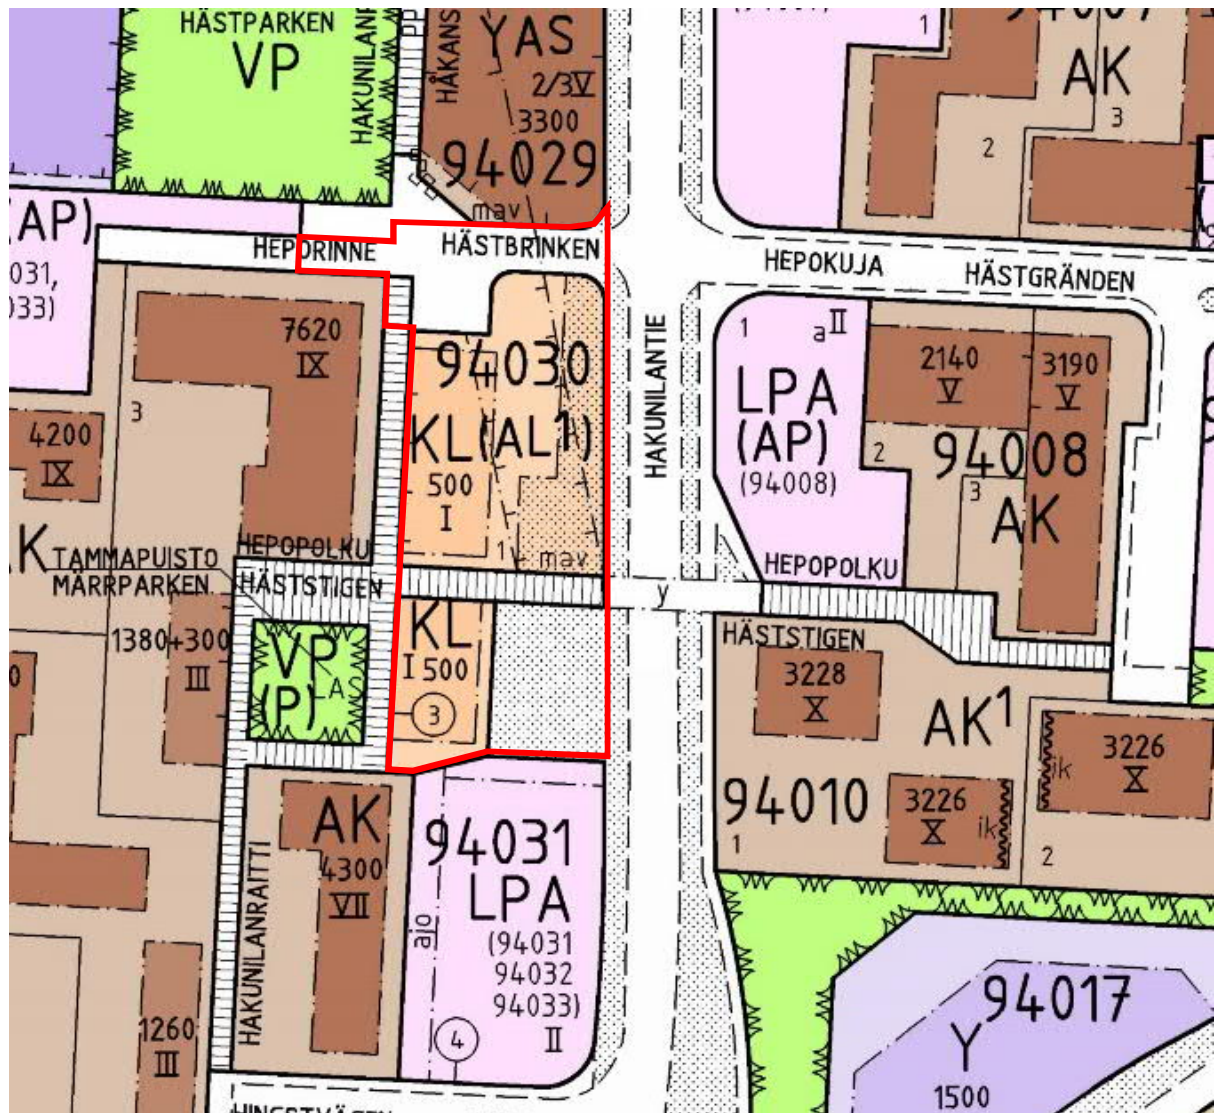 HÄSTPARKEN
VP
HAKUNILANR
PP
HÅKANS
YAS
2/3V
3300
94029
mav
1
AK
2
3
(AP)
031,
033)
HEPORINNE
HÄSTBRINKEN
HEPOKUJA
HÄSTGRÄNDEN
7620
IX
3
4200
IX
94030
KL(AL1)
500
I
1
mav
HAKUNILANTIE
1
aII
LPA
(AP)
(94008)
2
2140
V
3190
V
94008
3
AK
K
TAMMAPUISTO
MÄRRPARKEN
HEPOPOLKU
HÄSTSTIGEN
1380+300
III
VP
(P)
AS
KL
I 500
3
y
HEPOPOLKU
HÄSTSTIGEN
3228
X
AK1
3226
X
ik
94010
1
3226
X
ik
2
AK
4300
VII
HAKUNILANRAITTI
94031
LPA
(94031
94032
94033)
II
ajo
4
1260
III
94017
Y
1500